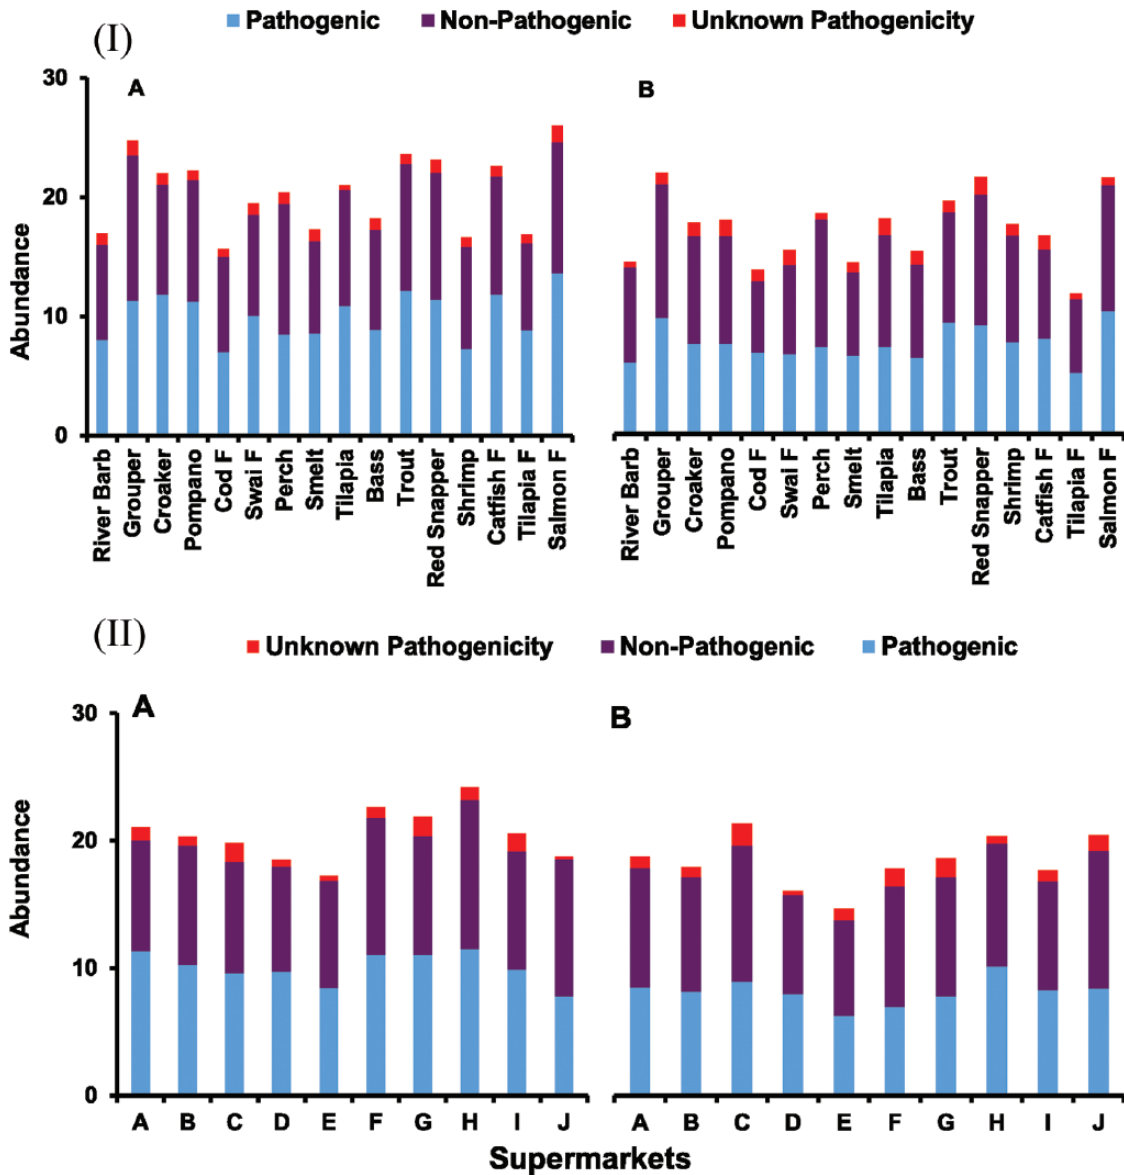 (I)
Pathogenic Non-Pathogenic Unknown Pathogenicity
A B
30
20
10
0
Abundance
River Barb
Grouper
Croaker
Pompano
Cod F
Swai F
Perch
Smelt
Tilapia
Bass
Trout
Red Snapper
Shrimp
Catfish F
Tilapia F
Salmon F
River Barb
Grouper
Croaker
Pompano
Cod F
Swai F
Perch
Smelt
Tilapia
Bass
Trout
Red Snapper
Shrimp
Catfish F
Tilapia F
Salmon F
(II)
Unknown Pathogenicity Non-Pathogenic Pathogenic
A B
30
20
10
0
Abundance
A B C D E F G H I J A B C D E F G H I J
Supermarkets